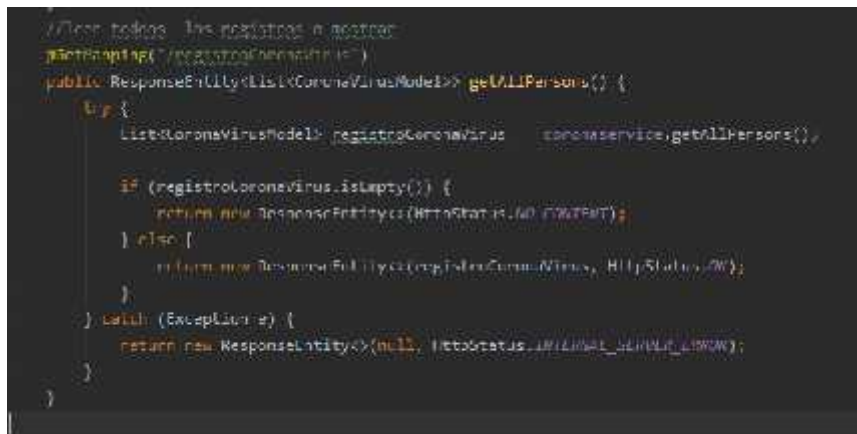 //leer todos los registros a mostrar
@GetMapping("/registroCoronaVirus")
public ResponseEntity<List<CoronaVirusModel>> getAllPersons() {
try {
List<CoronaVirusModel> registroCoronaVirus = coronaservice.getAllPersons();
if (registroCoronaVirus.isEmpty()) {
return new ResponseEntity<>(HttpStatus.NO_CONTENT);
} else {
return new ResponseEntity<>(registroCoronaVirus, HttpStatus.OK);
}
} catch (Exception e) {
return new ResponseEntity<>(null, HttpStatus.INTERNAL_SERVER_ERROR);
}
}